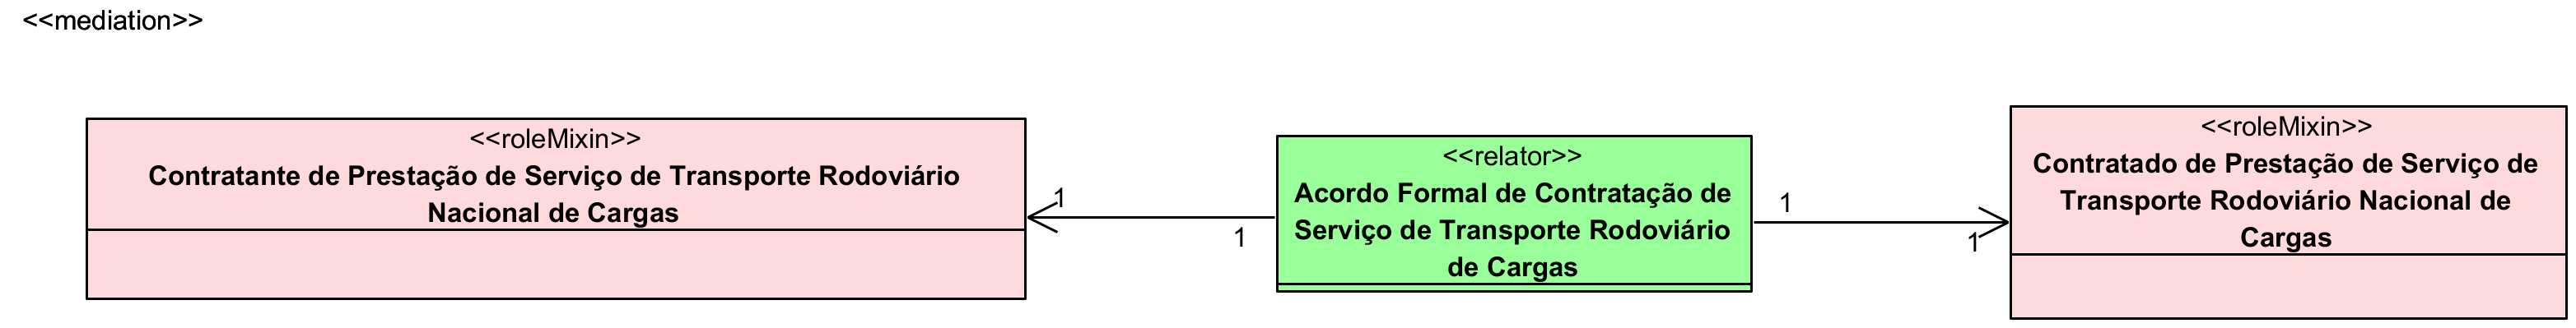 <<mediation>>
<<roleMixin>>
Contratante de Prestação de Serviço de Transporte Rodoviário
Nacional de Cargas
1
1
<<relator>>
Acordo Formal de Contratação de
Serviço de Transporte Rodoviário
de Cargas
1
1
<<roleMixin>>
Contratado de Prestação de Serviço de
Transporte Rodoviário Nacional de
Cargas